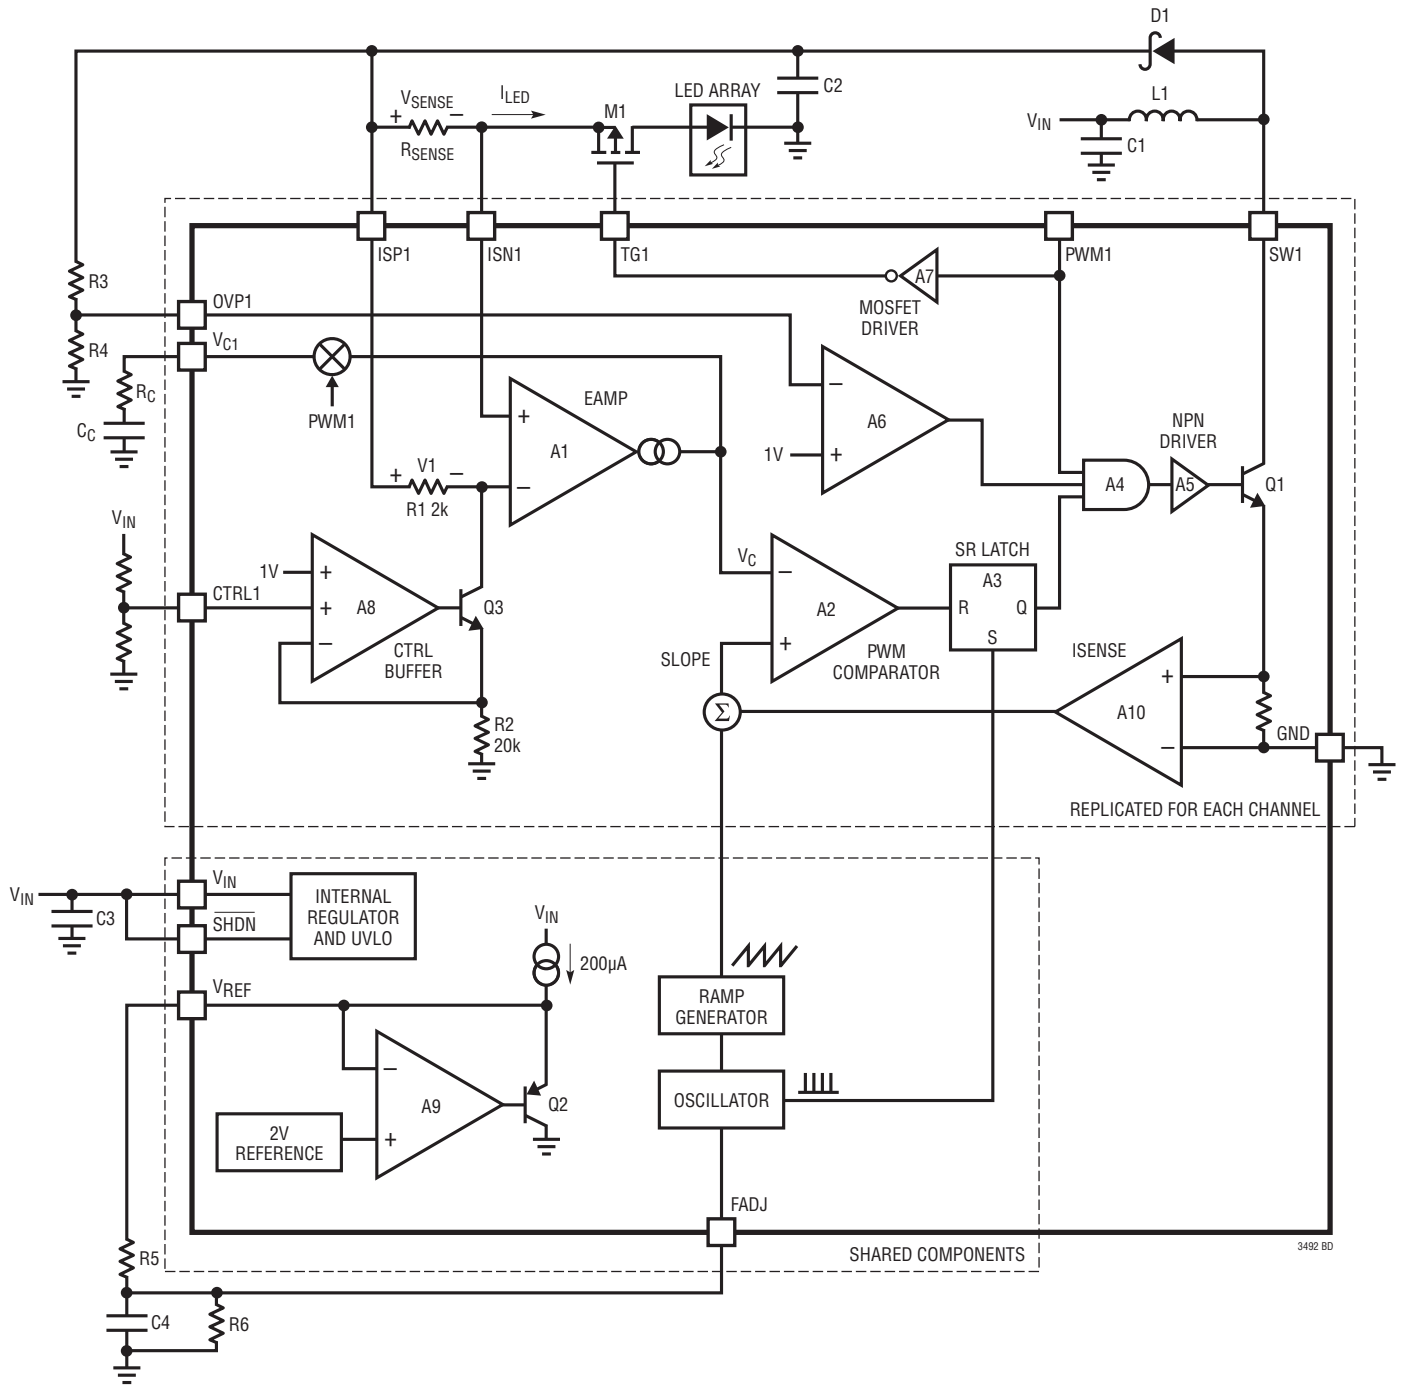 D1
C2
LED ARRAY
L1
VSENSE
ILED
M1
+
−
VIN
RSENSE
C1
ISP1
ISN1
TG1
PWM1
SW1
A7
R3
OVP1
MOSFET
DRIVER
VC1
R4
RC
EAMP
−
A6
NPN
DRIVER
PWM1
+
CC
A1
1V
+
V1
+
−
−
A4
A5
Q1
R1 2k
VIN
SR LATCH
VC
1V
+
−
A3
CTRL1
+
A8
Q3
A2
R
Q
S
−
CTRL
BUFFER
SLOPE
+
PWM
COMPARATOR
ISENSE
+
Σ
A10
R2
20k
GND
−
REPLICATED FOR EACH CHANNEL
VIN
VIN
INTERNAL
REGULATOR
AND UVLO
C3
SHDN
VIN
200µA
VREF
RAMP
GENERATOR
−
A9
Q2
OSCILLATOR
2V
REFERENCE
+
FADJ
R5
SHARED COMPONENTS
3492 BD
C4
R6